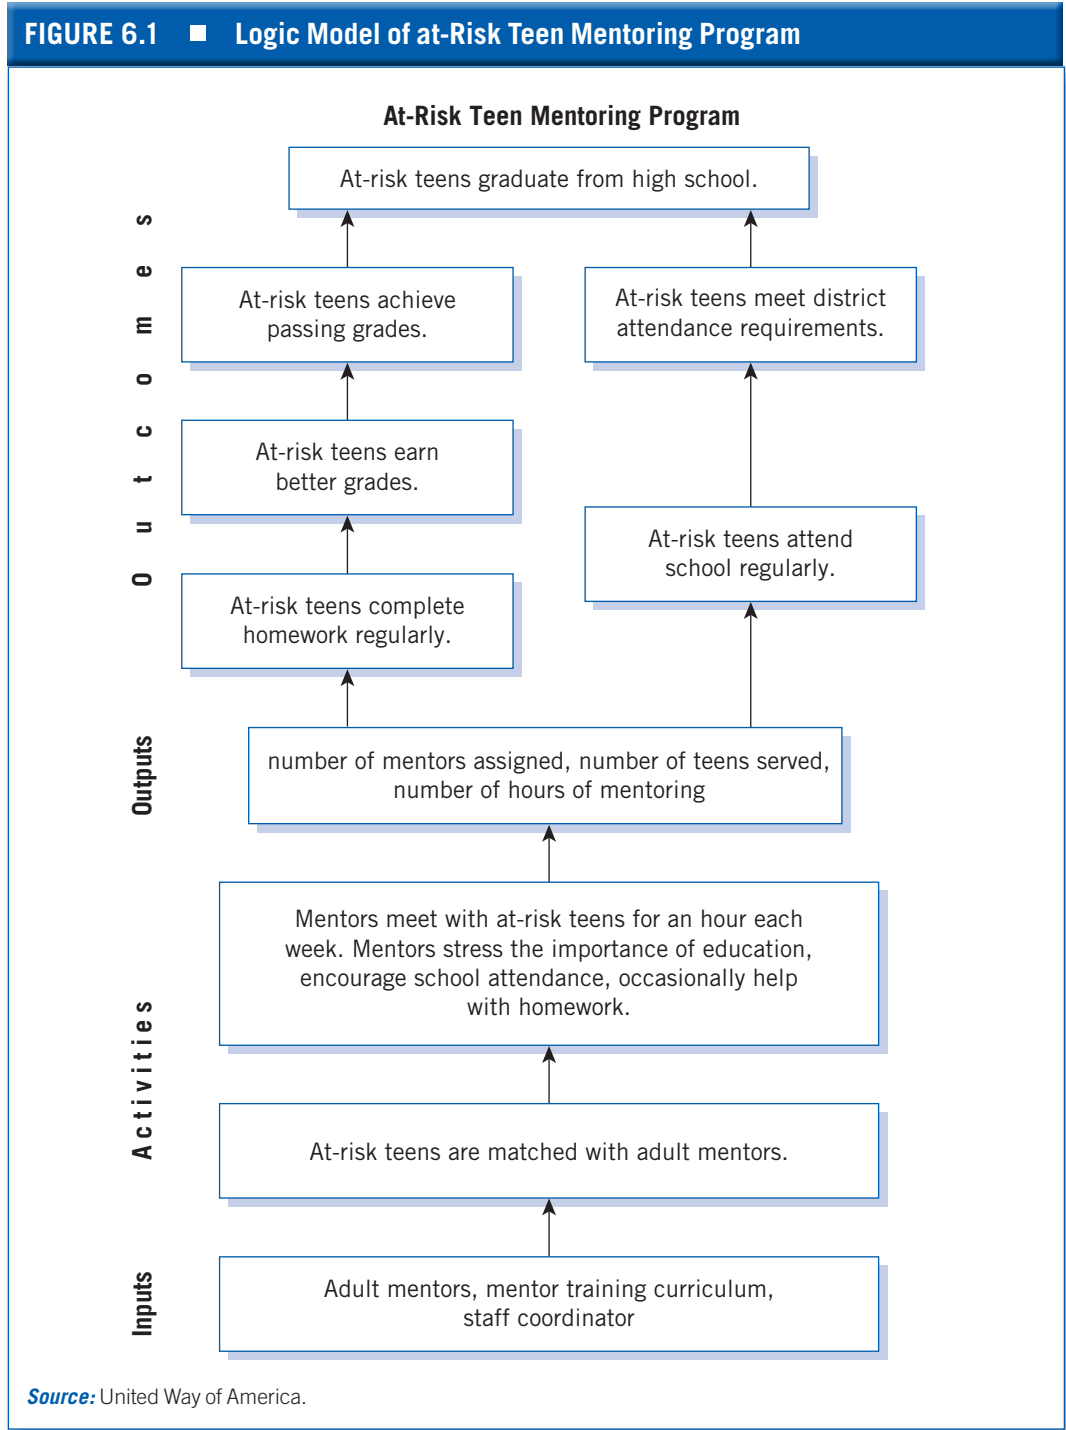 FIGURE 6.1 ■ Logic Model of at-Risk Teen Mentoring Program
At-Risk Teen Mentoring Program
At-risk teens graduate from high school.
Outcomes
At-risk teens achieve
passing grades.
At-risk teens meet district
attendance requirements.
At-risk teens earn
better grades.
At-risk teens attend
school regularly.
At-risk teens complete
homework regularly.
Outputs
number of mentors assigned, number of teens served,
number of hours of mentoring
Activities
Mentors meet with at-risk teens for an hour each
week. Mentors stress the importance of education,
encourage school attendance, occasionally help
with homework.
At-risk teens are matched with adult mentors.
Inputs
Adult mentors, mentor training curriculum,
staff coordinator
Source: United Way of America.